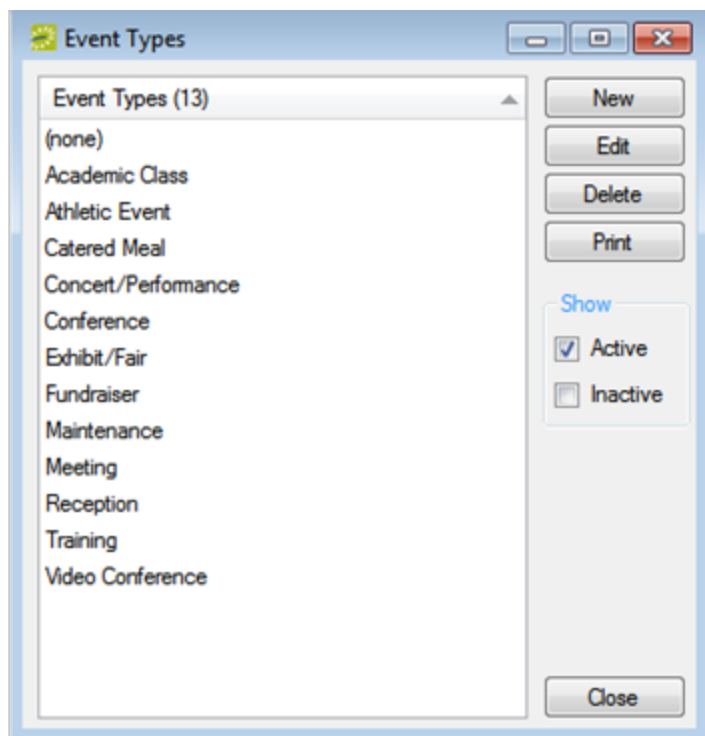 Event Types
Event Types (13)
(none)
Academic Class
Athletic Event
Catered Meal
Concert/Performance
Conference
Exhibit/Fair
Fundraiser
Maintenance
Meeting
Reception
Training
Video Conference
New
Edit
Delete
Print
Show
Active
Inactive
Close